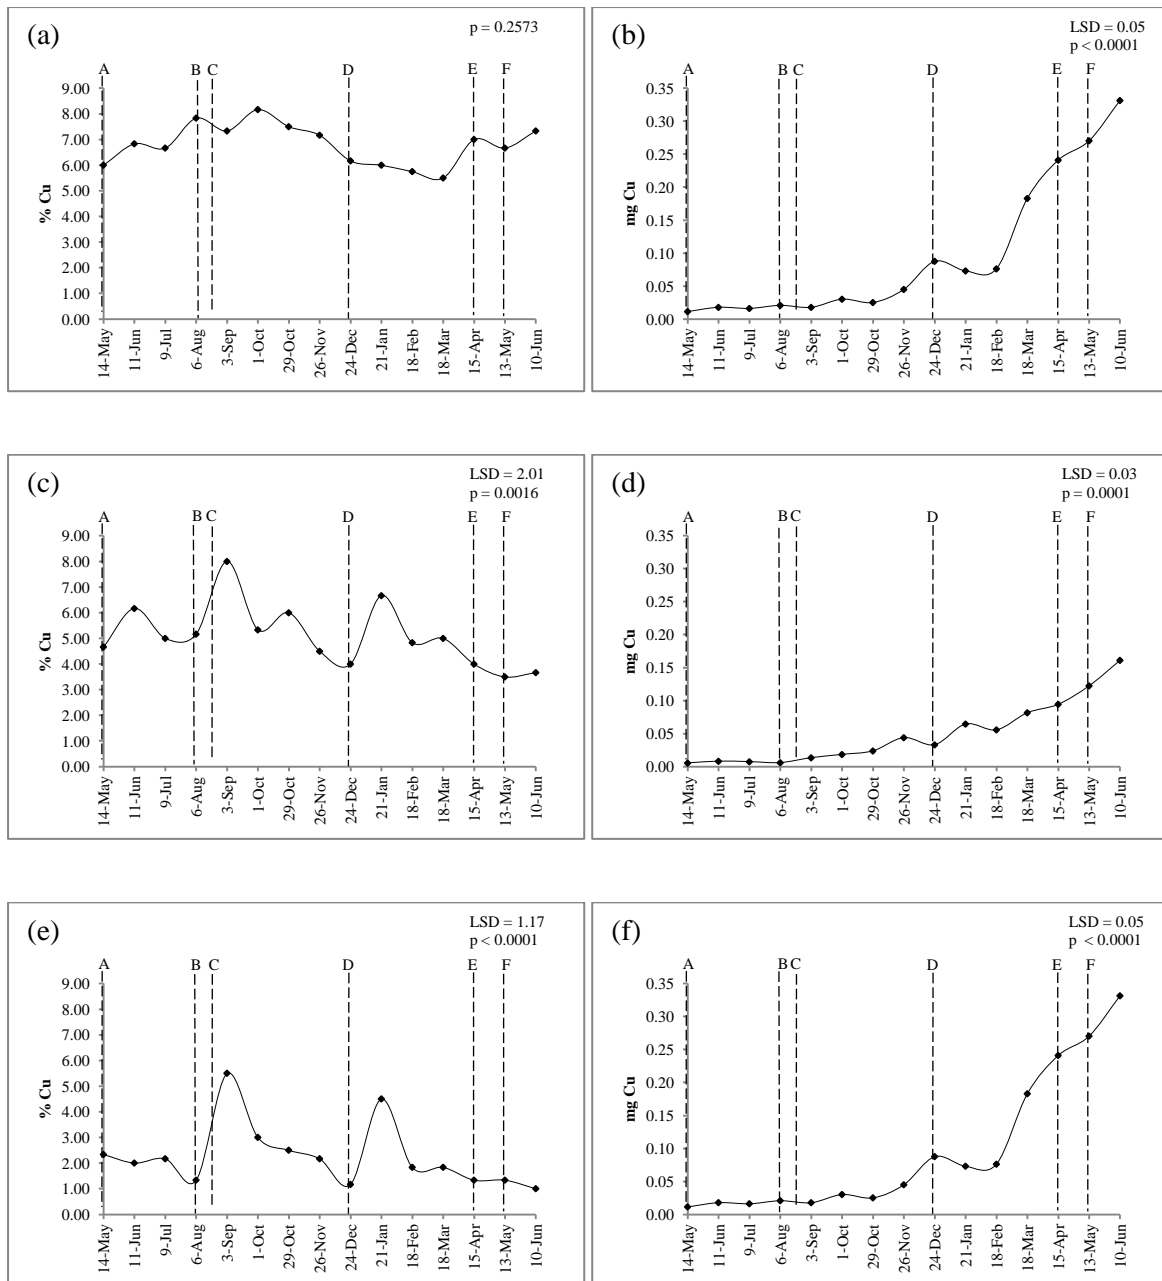 (a)
p = 0.2573
A B C D E F
9.00
8.00
7.00
6.00
5.00
4.00
3.00
2.00
1.00
0.00
% Cu
14-May
11-Jun
9-Jul
6-Aug
3-Sep
1-Oct
29-Oct
26-Nov
24-Dec
21-Jan
18-Feb
18-Mar
15-Apr
13-May
10-Jun
(b)
LSD = 0.05
p < 0.0001
A B C D E F
0.35
0.30
0.25
0.20
0.15
0.10
0.05
0.00
mg Cu
14-May
11-Jun
9-Jul
6-Aug
3-Sep
1-Oct
29-Oct
26-Nov
24-Dec
21-Jan
18-Feb
18-Mar
15-Apr
13-May
10-Jun
(c)
LSD = 2.01
p = 0.0016
A B C D E F
9.00
8.00
7.00
6.00
5.00
4.00
3.00
2.00
1.00
0.00
% Cu
14-May
11-Jun
9-Jul
6-Aug
3-Sep
1-Oct
29-Oct
26-Nov
24-Dec
21-Jan
18-Feb
18-Mar
15-Apr
13-May
10-Jun
(d)
LSD = 0.03
p = 0.0001
A B C D E F
0.35
0.30
0.25
0.20
0.15
0.10
0.05
0.00
mg Cu
14-May
11-Jun
9-Jul
6-Aug
3-Sep
1-Oct
29-Oct
26-Nov
24-Dec
21-Jan
18-Feb
18-Mar
15-Apr
13-May
10-Jun
(e)
LSD = 1.17
p < 0.0001
A B C D E F
9.00
8.00
7.00
6.00
5.00
4.00
3.00
2.00
1.00
0.00
% Cu
14-May
11-Jun
9-Jul
6-Aug
3-Sep
1-Oct
29-Oct
26-Nov
24-Dec
21-Jan
18-Feb
18-Mar
15-Apr
13-May
10-Jun
(f)
LSD = 0.05
p < 0.0001
A B C D E F
0.35
0.30
0.25
0.20
0.15
0.10
0.05
0.00
mg Cu
14-May
11-Jun
9-Jul
6-Aug
3-Sep
1-Oct
29-Oct
26-Nov
24-Dec
21-Jan
18-Feb
18-Mar
15-Apr
13-May
10-Jun